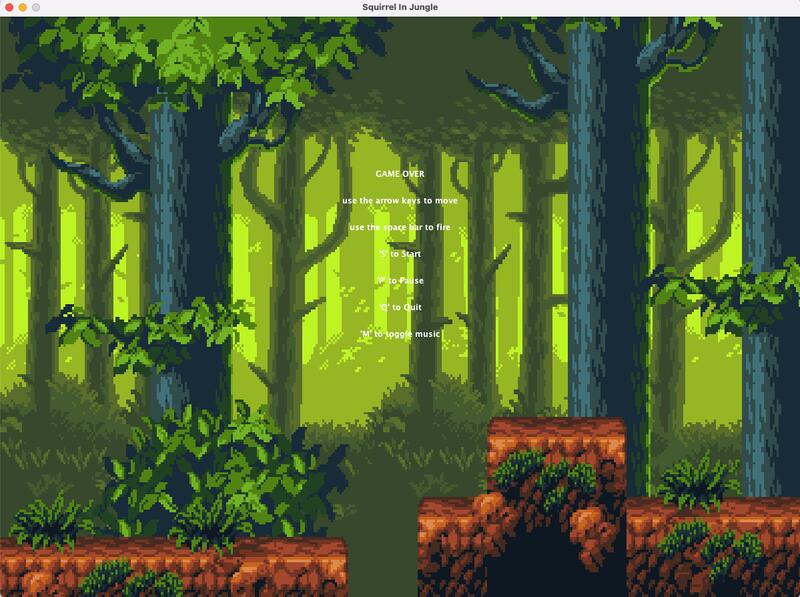 Squirrel In Jungle
GAME OVER
use the arrow keys to move
use the space bar to fire
'S' to Start
'P' to Pause
'Q' to Quit
'M' to toggle music